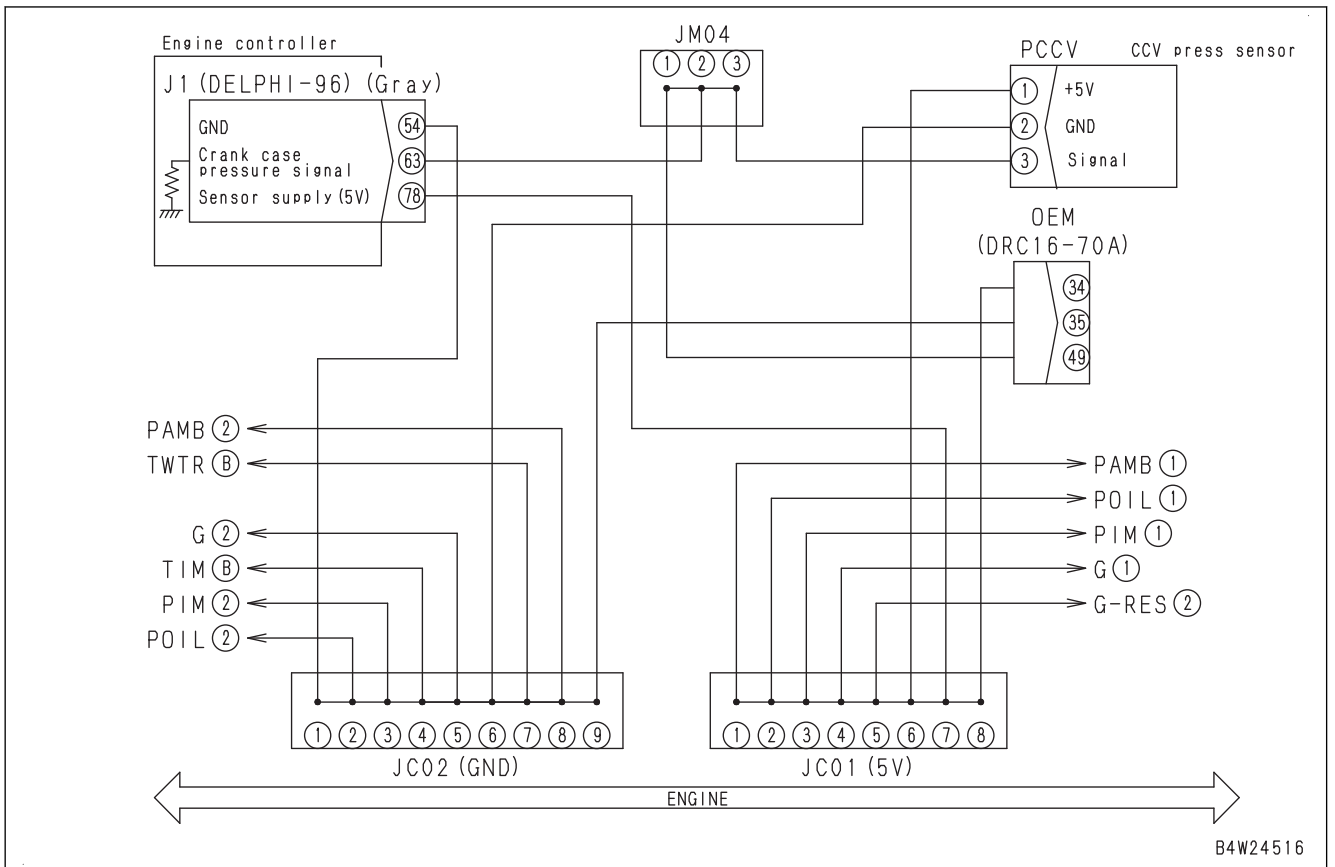 Engine controller
J1 (DELPHI-96) (Gray)
GND
54
Crank case
pressure signal
63
Sensor supply (5V)
78
JM04
1 2 3
PCCV
CCV press sensor
1 +5V
2 GND
3 Signal
OEM
(DRC16-70A)
34
35
49
PAMB 2
TWTR B
G 2
TIM B
PIM 2
POIL 2
PAMB 1
POIL 1
PIM 1
G 1
G-RES 2
1 2 3 4 5 6 7 8 9
JC02 (GND)
1 2 3 4 5 6 7 8
JC01 (5V)
ENGINE
B4W24516